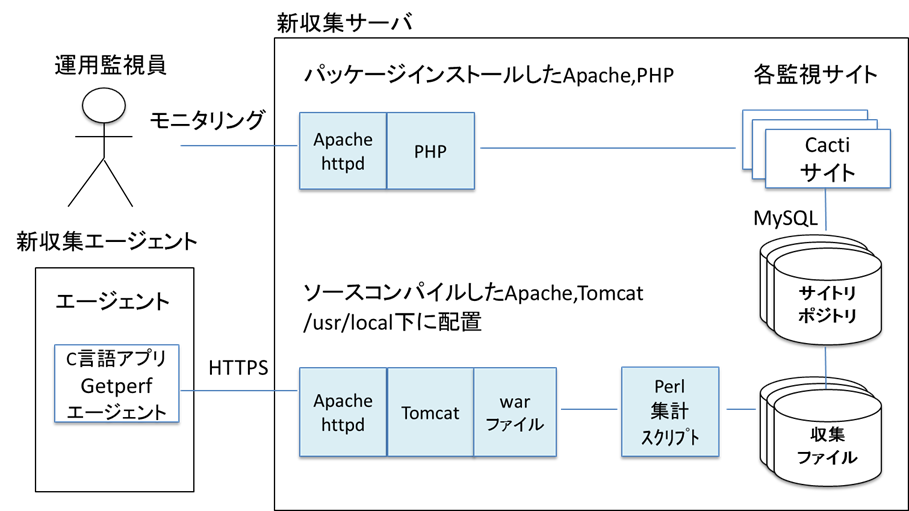 新収集サーバ
運用監視員
パッケージインストールしたApache,PHP
各監視サイト
モニタリング
Apache
httpd
PHP
Cacti
サイト
MySQL
新収集エージェント
エージェント
ソースコンパイルしたApache,Tomcat
/usr/local下に配置
サイトリ
ポジトリ
C言語アプリ
Getperf
エージェント
HTTPS
Apache
httpd
Tomcat
war
ファイル
Perl
集計
スクリプト
収集
ファイル